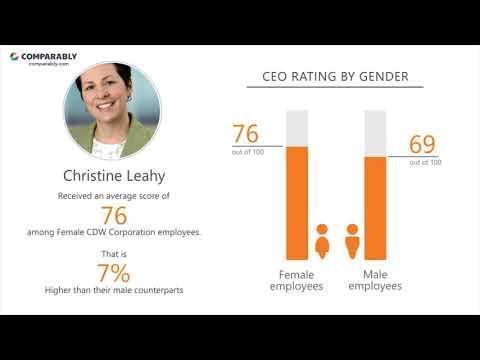 COMPARABLY
comparably.com
Christine Leahy
Received an average score of
76
among Female CDW Corporation employees.
That is
7%
Higher than their male counterparts
CEO RATING BY GENDER
76
out of 100
69
out of 100
Female
employees
Male
employees